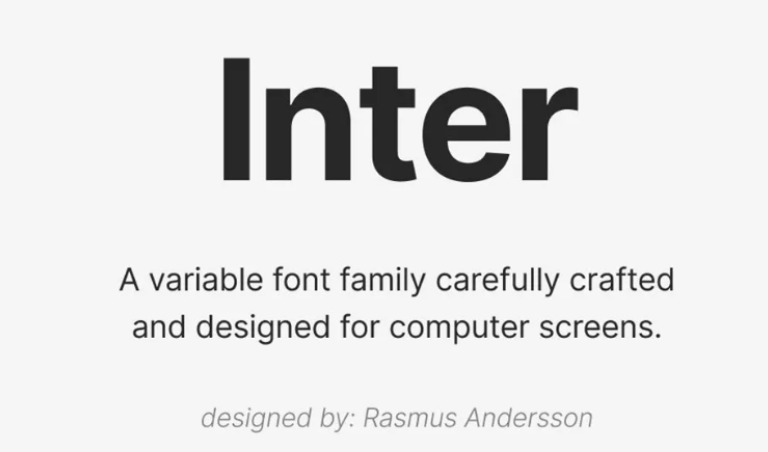 Inter
A variable font family carefully crafted
and designed for computer screens.
designed by: Rasmus Andersson